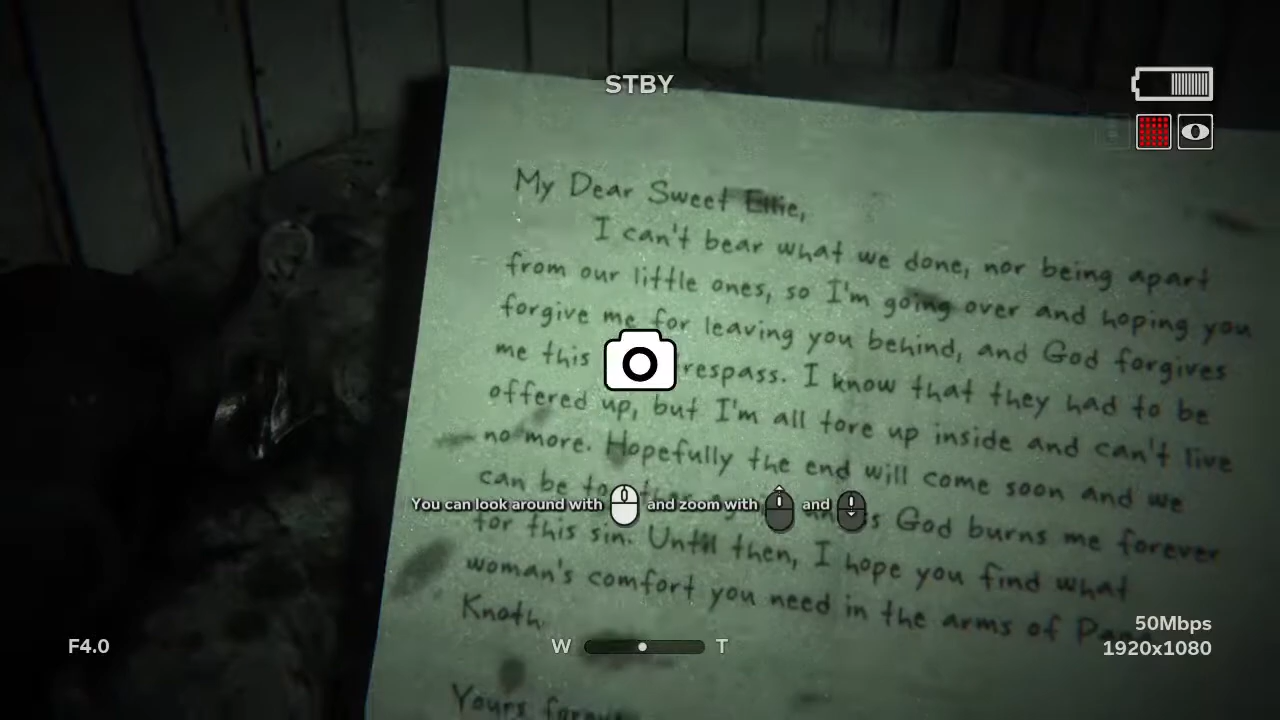 STBY
My Dear Sweet Ellie,
I can't bear what we done, nor being apart
from our little ones, so I'm going over and hoping you
forgive me for leaving you behind, and God forgives
me this respass. I know that they had to be
offered up, but I'm all tore up inside and can't live
no more. Hopefully the end will come soon and we
can be
You can look around with and zoom with and
God burns me forever
for this sin. Until then, I hope you find what
woman's comfort you need in the arms of
Knoth.
Yours
50Mbps
F4.0
W T
1920x1080